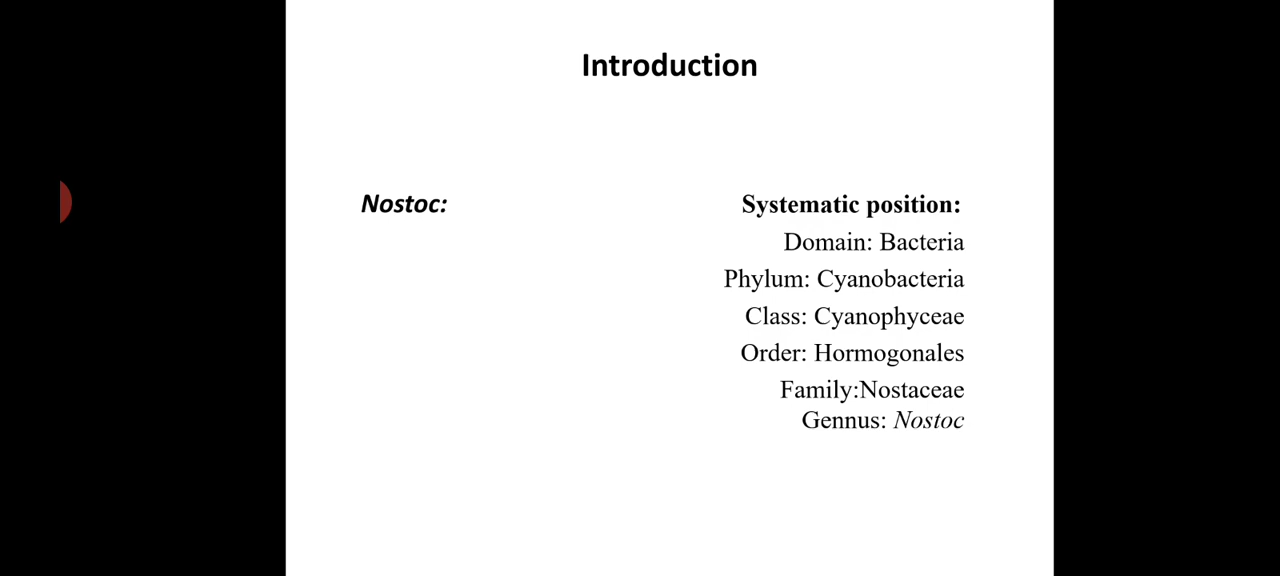 Introduction
Nostoc:
Systematic position:
Domain: Bacteria
Phylum: Cyanobacteria
Class: Cyanophyceae
Order: Hormogonales
Family:Nostaceae
Gennus: Nostoc